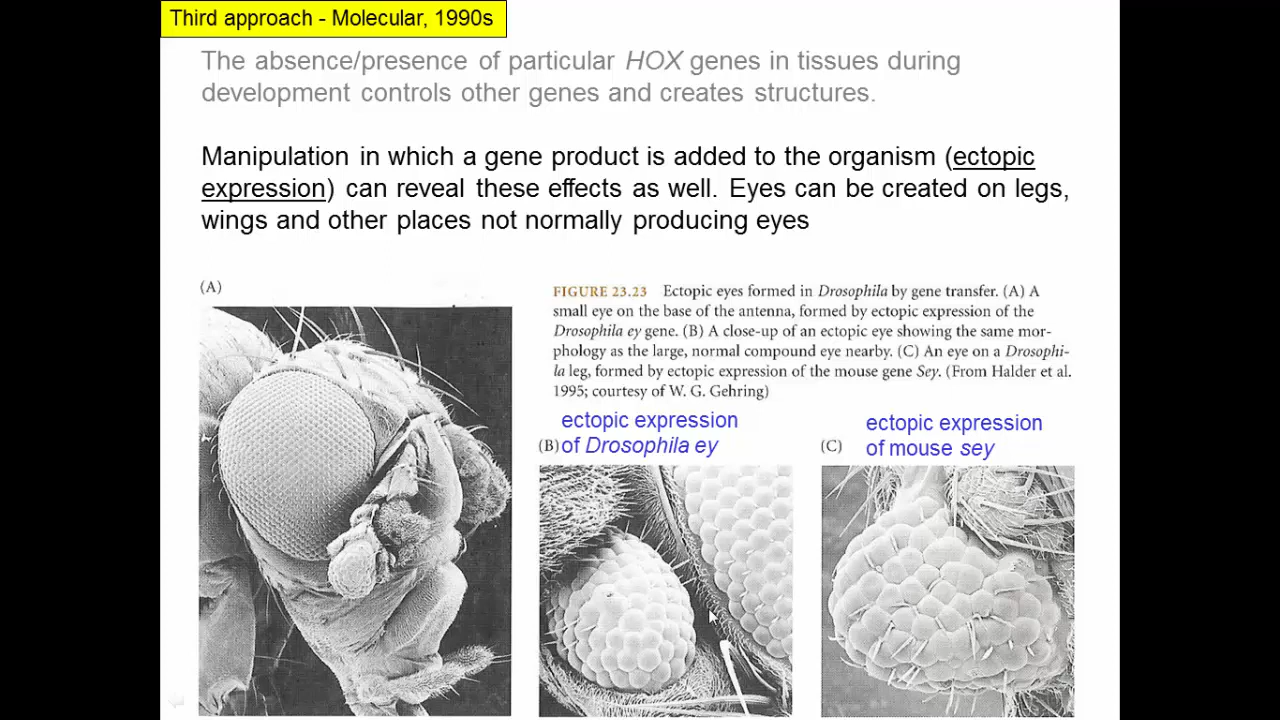 Third approach - Molecular, 1990s
The absence/presence of particular HOX genes in tissues during
development controls other genes and creates structures.
Manipulation in which a gene product is added to the organism (ectopic
expression) can reveal these effects as well. Eyes can be created on legs,
wings and other places not normally producing eyes
(A)
FIGURE 23.23 Ectopic eyes formed in Drosophila by gene transfer. (A) A
small eye on the base of the antenna, formed by ectopic expression of the
Drosophila ey gene. (B) A close-up of an ectopic eye showing the same mor-
phology as the large, normal compound eye nearby. (C) An eye on a Drosophi-
la leg, formed by ectopic expression of the mouse gene Sey. (From Halder et al.
1995; courtesy of W. G. Gehring)
ectopic expression
(B) of Drosophila ey
ectopic expression
(C) of mouse sey